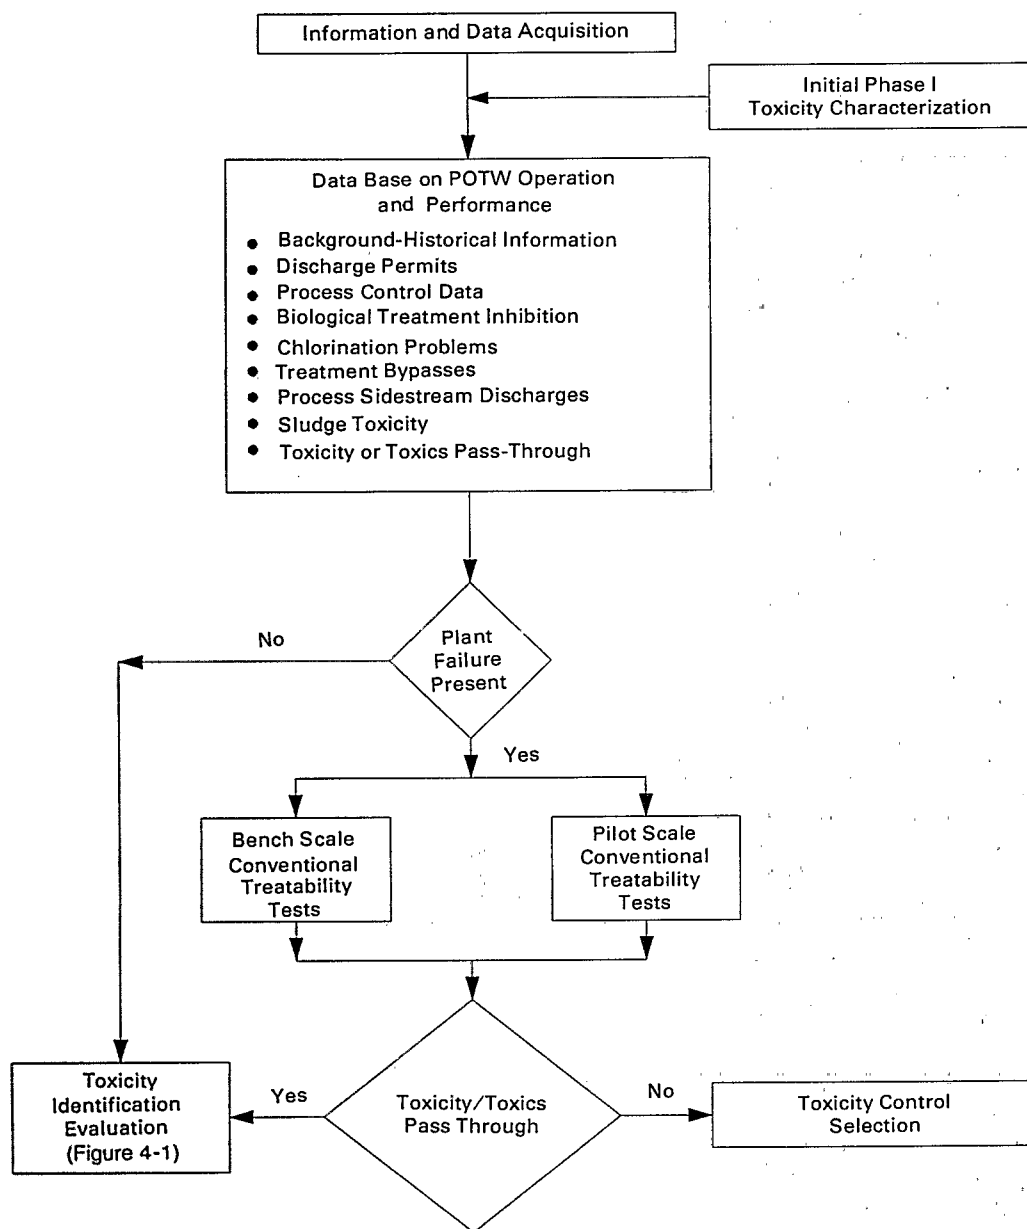 Information and Data Acquisition
Initial Phase I
Toxicity Characterization
Data Base on POTW Operation
and Performance
● Background-Historical Information
● Discharge Permits
● Process Control Data
● Biological Treatment Inhibition
● Chlorination Problems
● Treatment Bypasses
● Process Sidestream Discharges
● Sludge Toxicity
● Toxicity or Toxics Pass-Through
No
Plant
Failure
Present
Yes
Bench Scale
Conventional
Treatability
Tests
Pilot Scale
Conventional
Treatability
Tests
Toxicity
Identification
Evaluation
(Figure 4-1)
Yes
Toxicity/Toxics
Pass Through
No
Toxicity Control
Selection